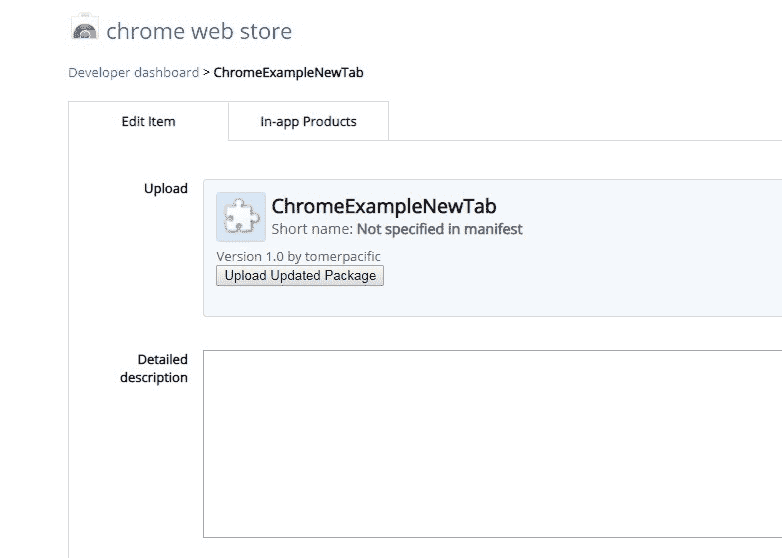 chrome web store
Developer dashboard > ChromeExampleNewTab
Edit Item
In-app Products
Upload
ChromeExampleNewTab
Short name: Not specified in manifest
Version 1.0 by tomerpacific
Upload Updated Package
Detailed
description